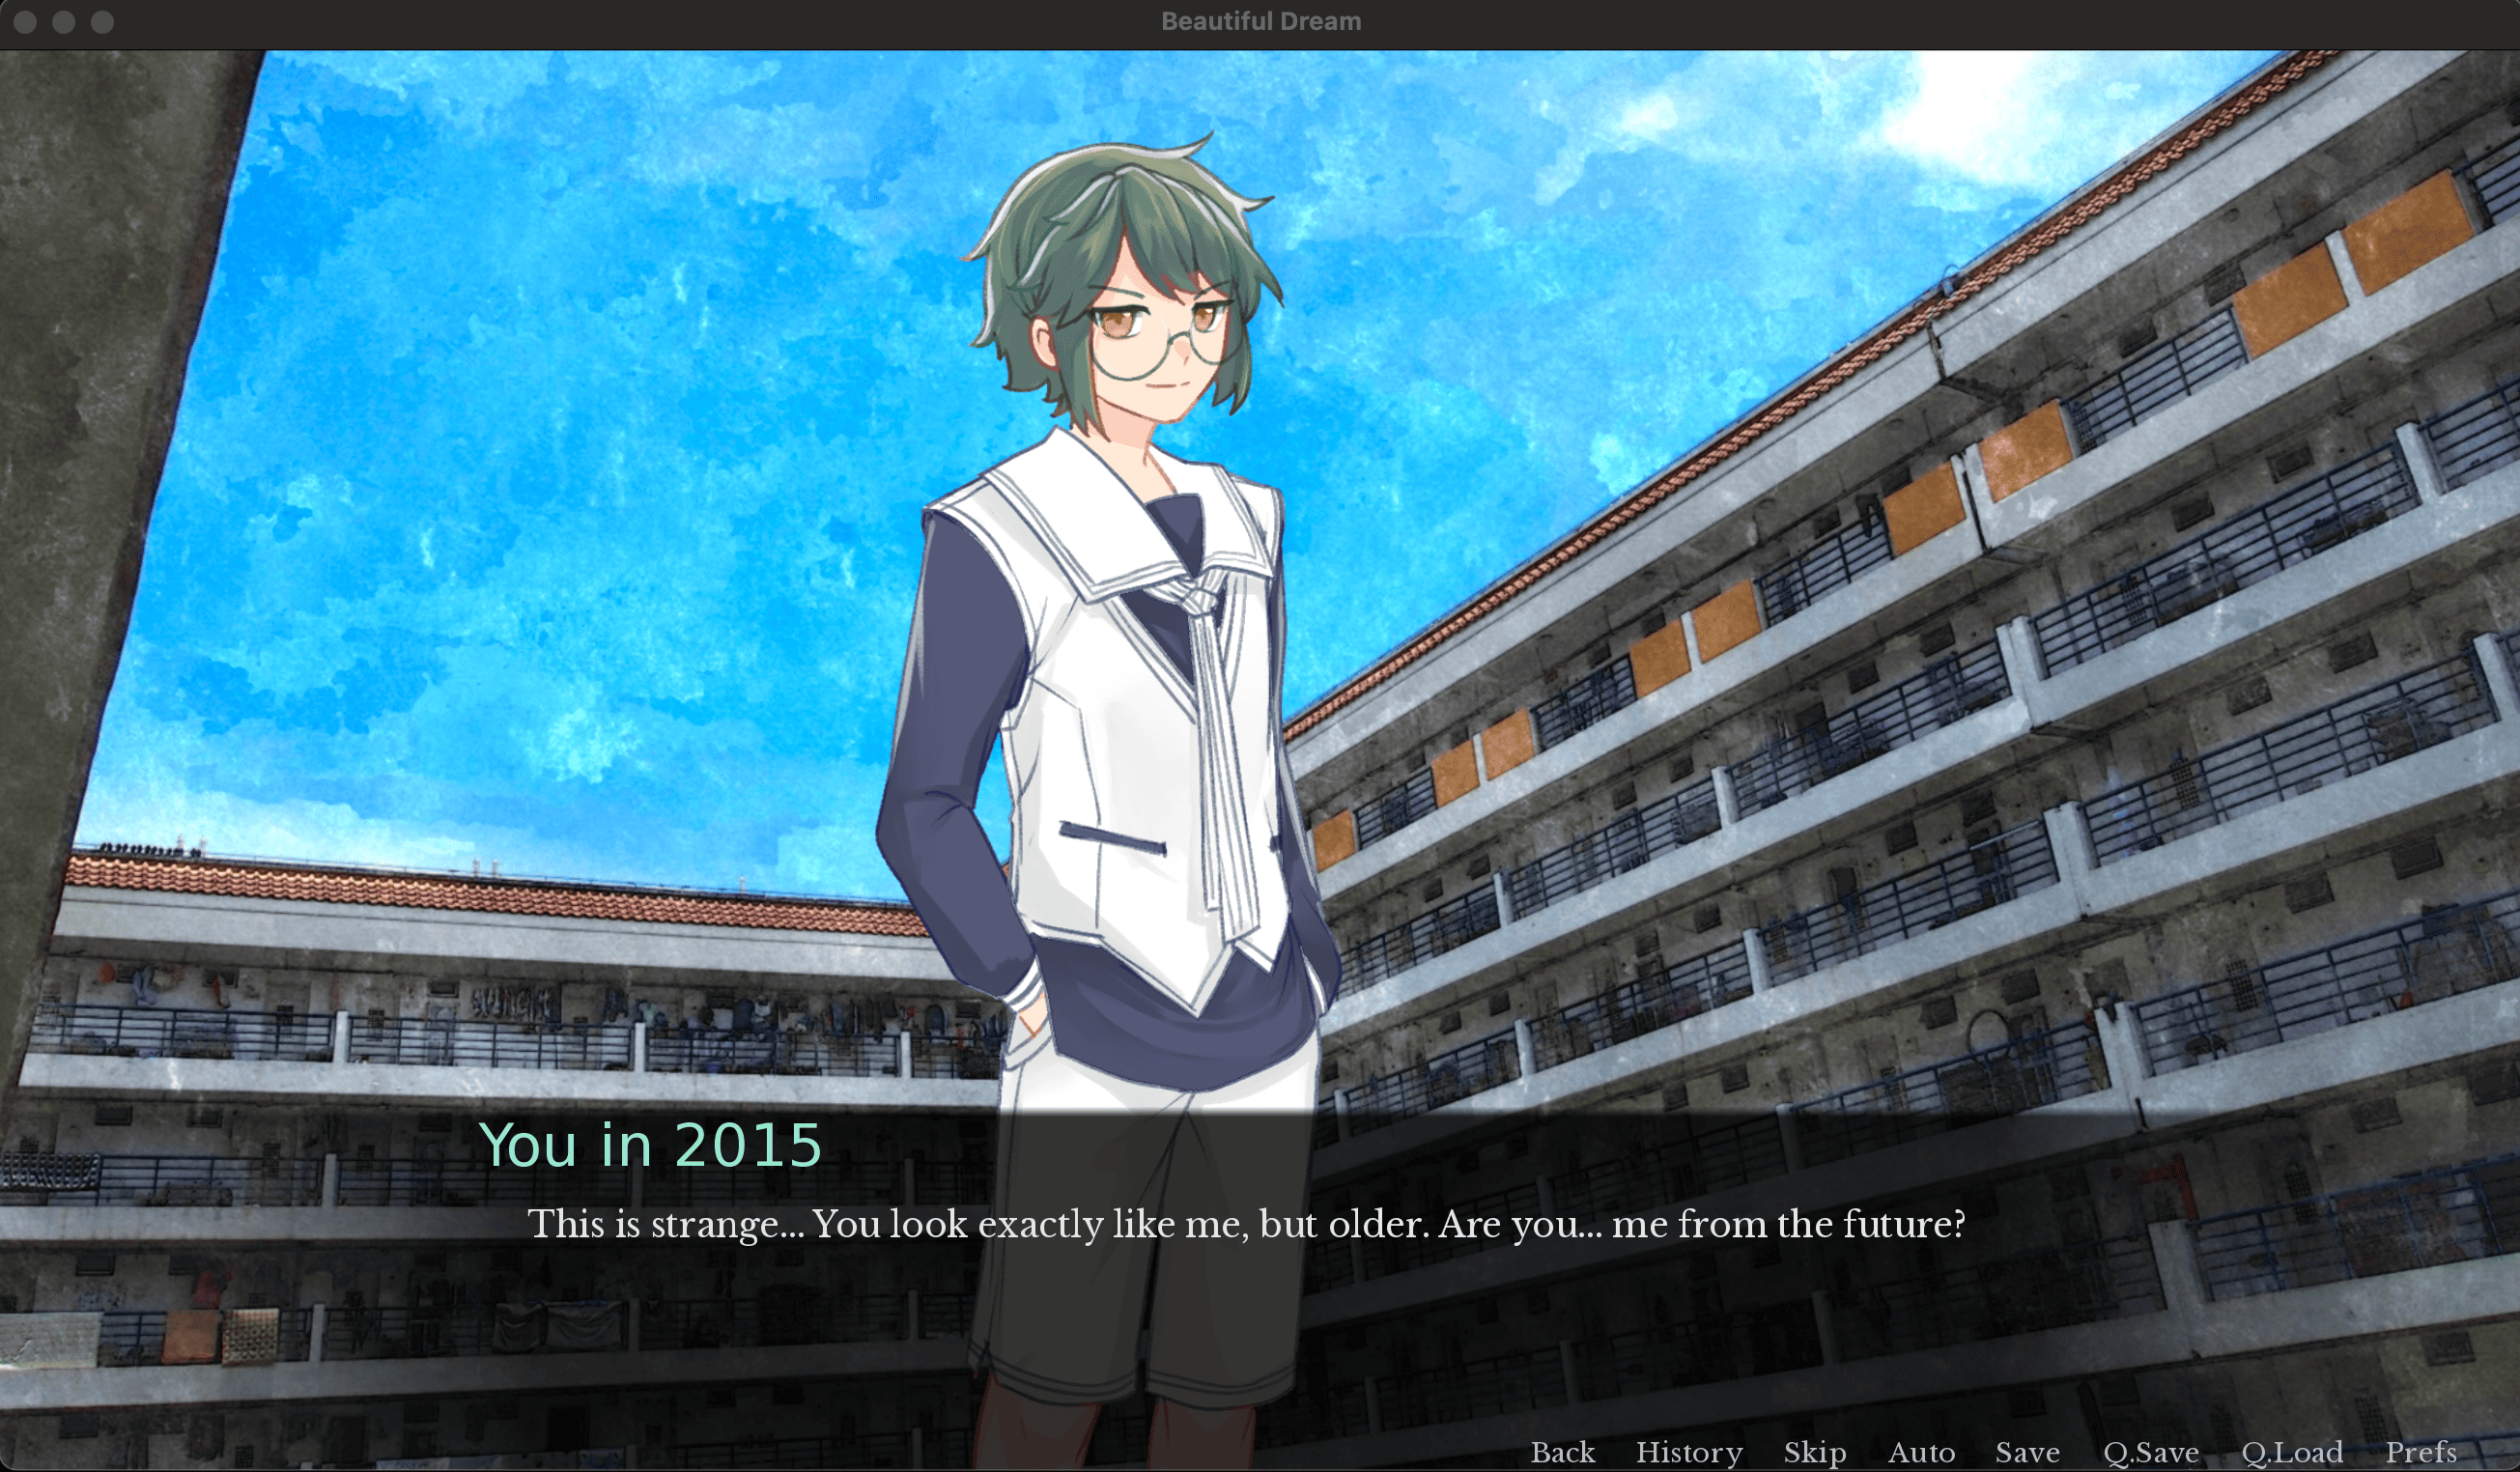 Beautiful Dream
You in 2015
This is strange... You look exactly like me, but older. Are you... me from the future?
Back History Skip Auto Save Q.Save Q.Load Prefs